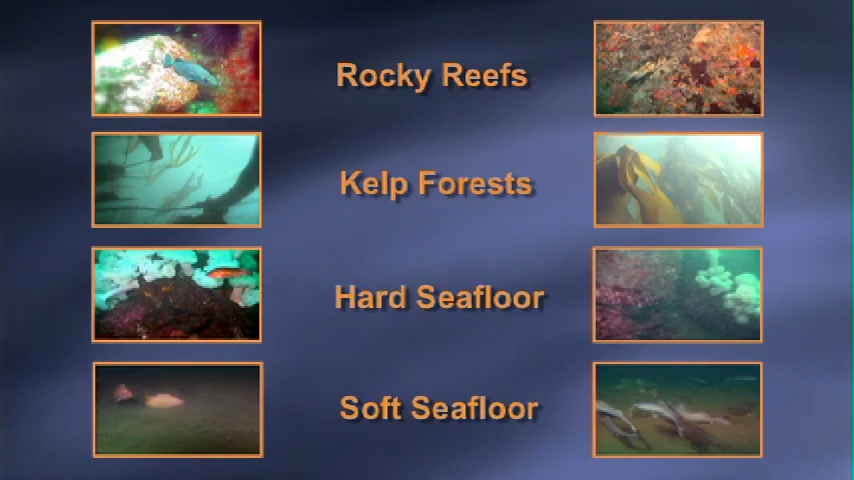 Rocky Reefs
Kelp Forests
Hard Seafloor
Soft Seafloor